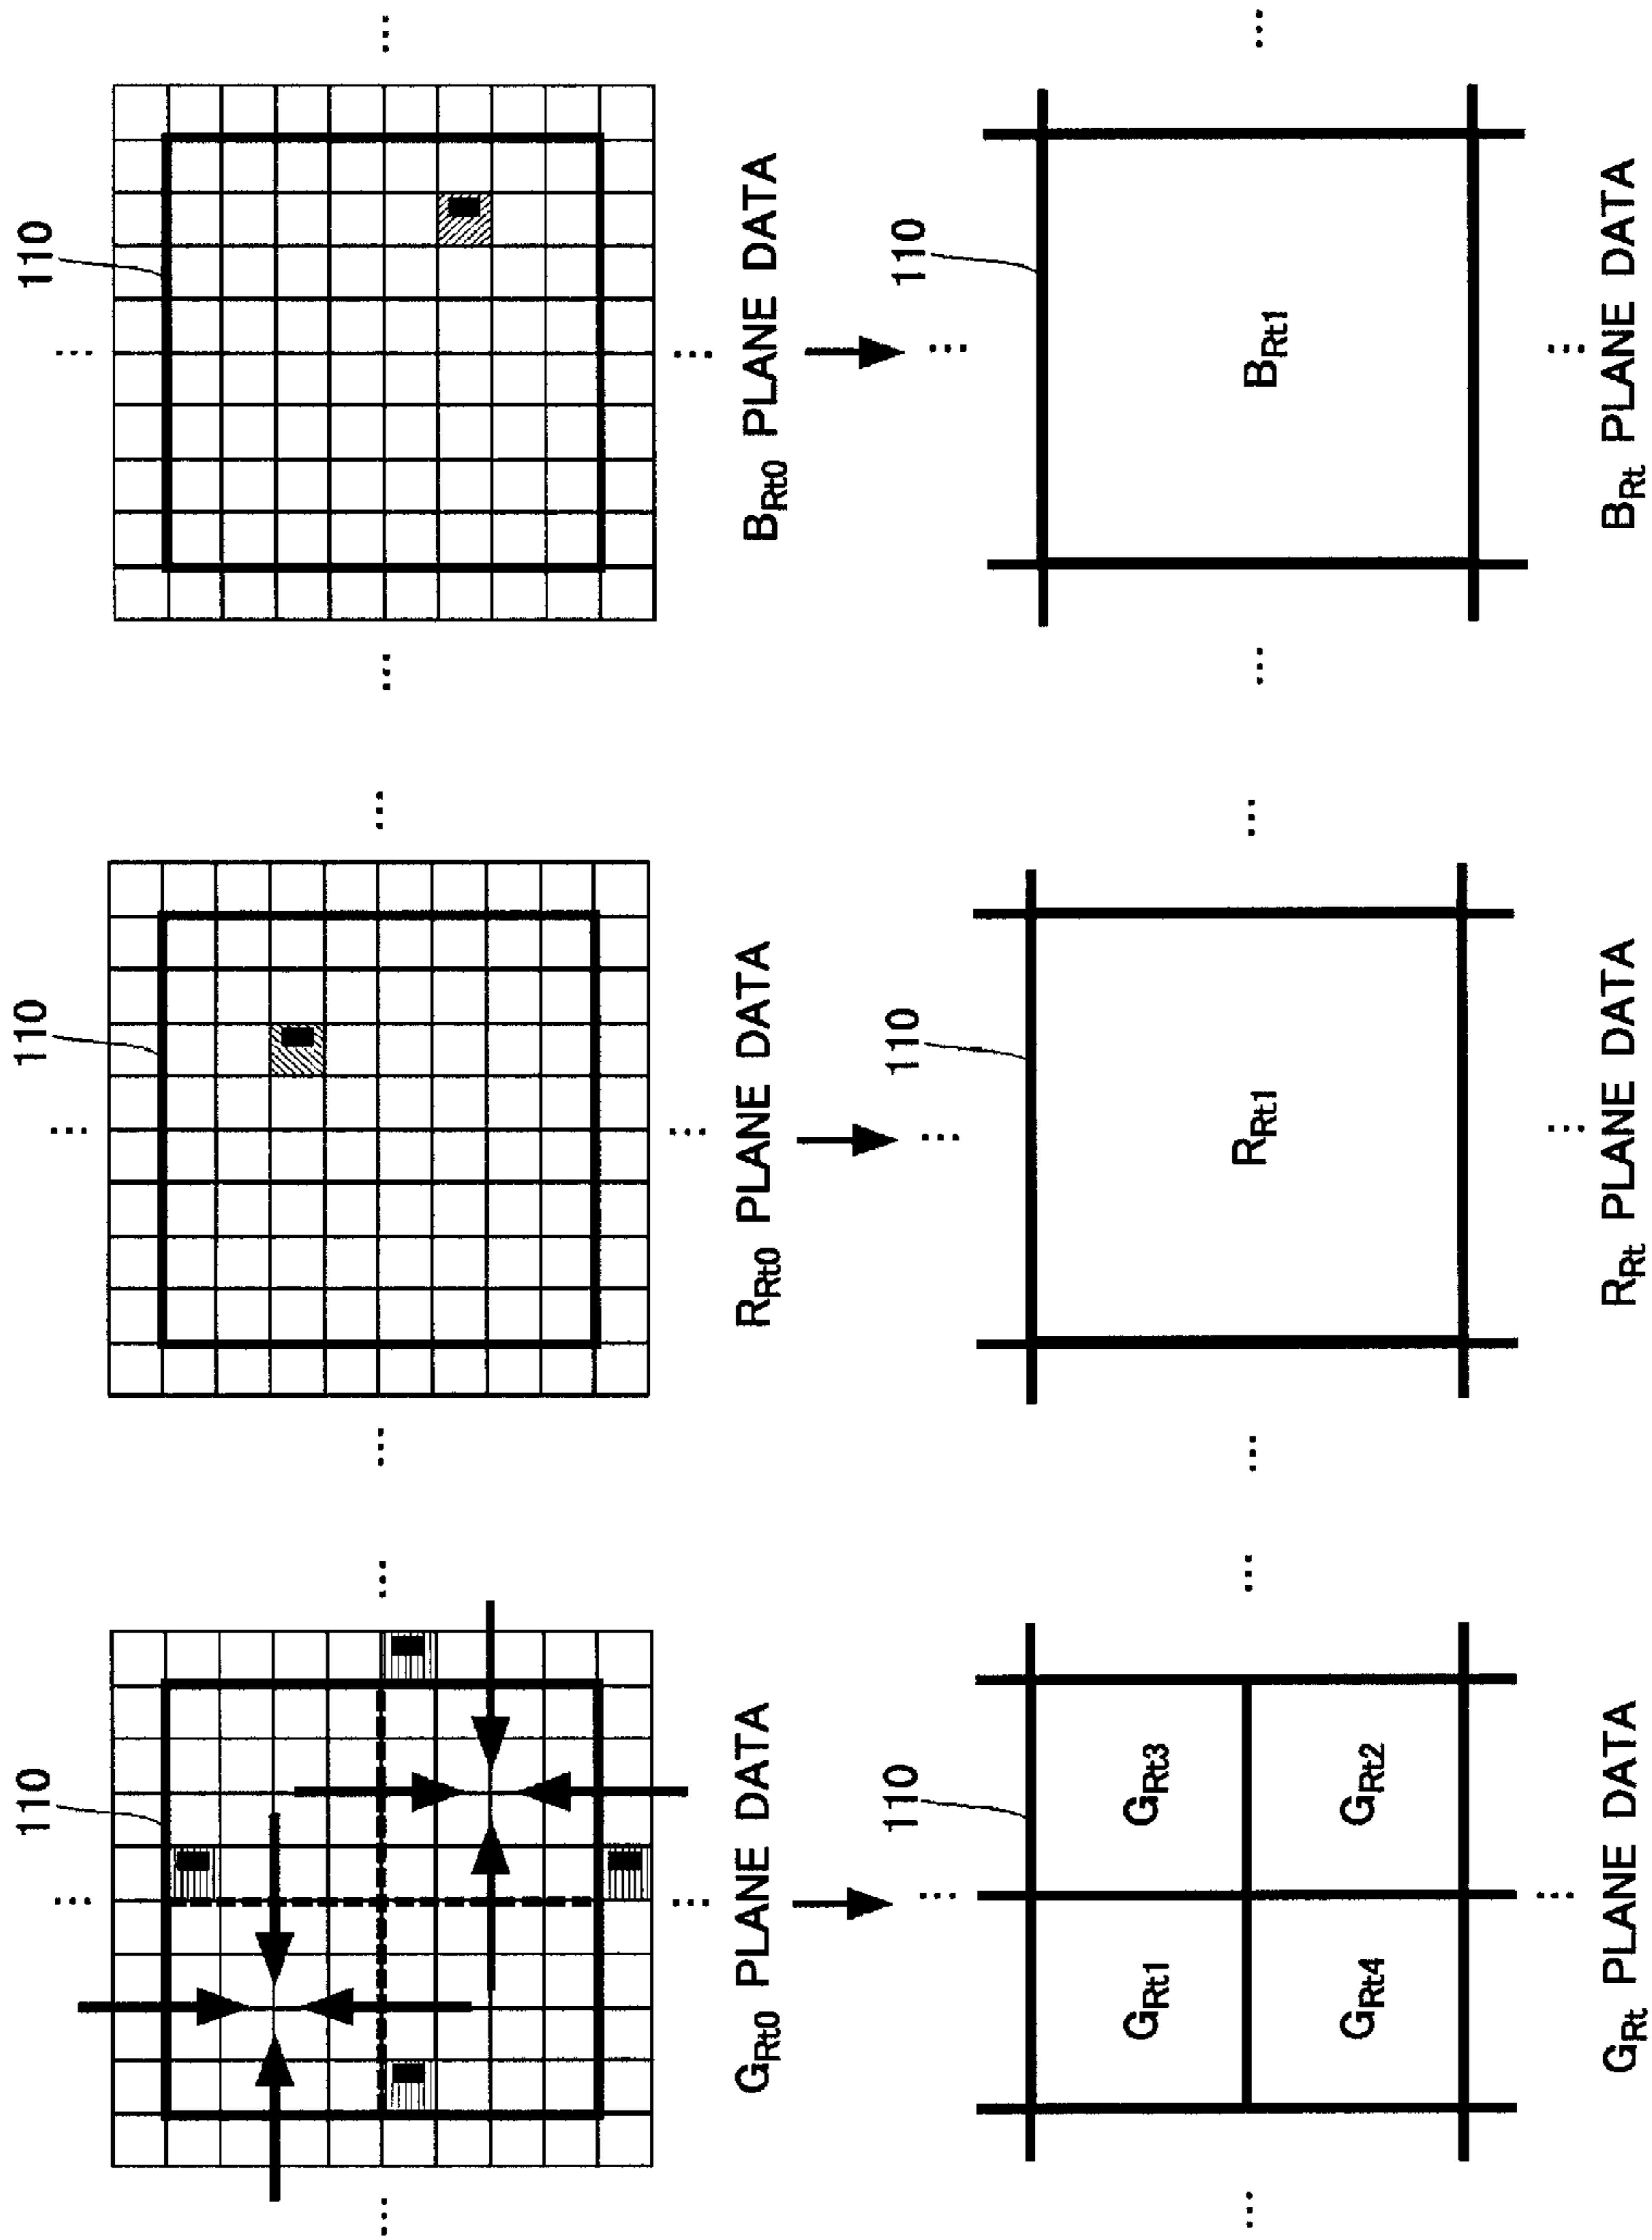 110
110
110
G_Rt0 PLANE DATA
R_Rt0 PLANE DATA
B_Rt0 PLANE DATA
110
110
110
G_Rt1 G_Rt3
G_Rt4 G_Rt2
R_Rt1
B_Rt1
G_Rt PLANE DATA
R_Rt PLANE DATA
B_Rt PLANE DATA